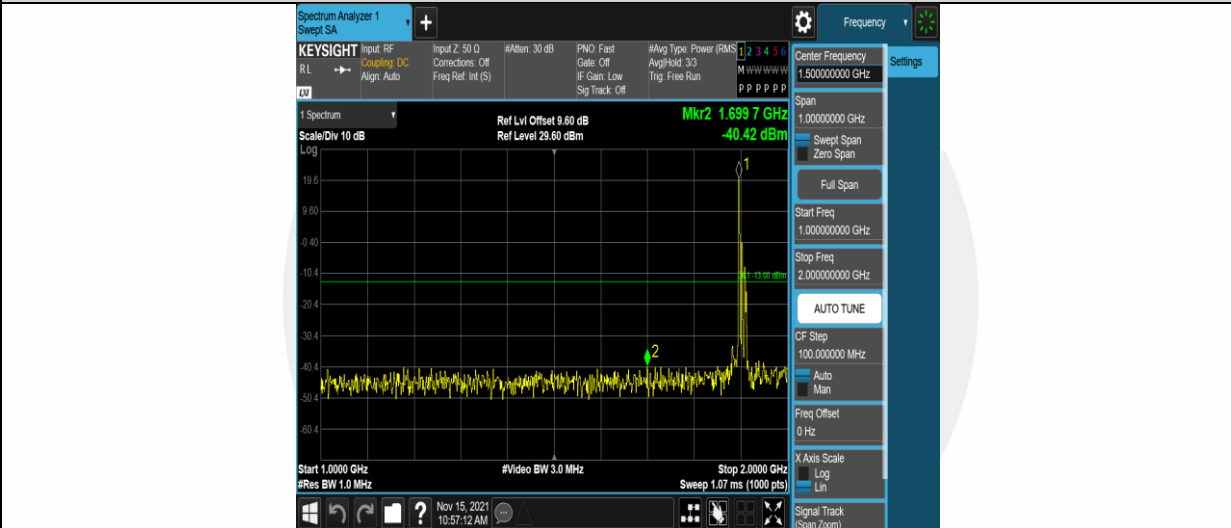 Spectrum Analyzer 1
Swept SA
+
Frequency
KEYSIGHT
RL
LXI
Input: RF
Coupling: DC
Align: Auto
Input Z: 50 Ω
Corrections: Off
Freq Ref: Int (S)
#Atten: 30 dB
PNO: Fast
Gate: Off
IF Gain: Low
Sig Track: Off
#Avg Type: Power (RMS
Avg|Hold: 3/3
Trig: Free Run
1 2 3 4 5 6
M W W W W W
P P P P P P
1 Spectrum
Scale/Div 10 dB
Log
Ref Lvl Offset 9.60 dB
Ref Level 29.60 dBm
Mkr2 1.699 7 GHz
-40.42 dBm
1
19.6
9.60
-0.40
-10.4
-13.00 dBm
-20.4
-30.4
2
-40.4
-50.4
-60.4
Start 1.0000 GHz
#Res BW 1.0 MHz
#Video BW 3.0 MHz
Stop 2.0000 GHz
Sweep 1.07 ms (1000 pts)
?
Nov 15, 2021
10:57:12 AM
Center Frequency
1.500000000 GHz
Settings
Span
1.00000000 GHz
Swept Span
Zero Span
Full Span
Start Freq
1.000000000 GHz
Stop Freq
2.000000000 GHz
AUTO TUNE
CF Step
100.000000 MHz
Auto
Man
Freq Offset
0 Hz
X Axis Scale
Log
Lin
Signal Track
(Span Zoom)